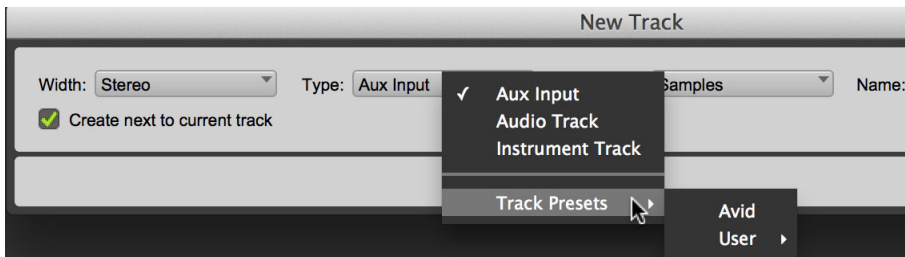 New Track
Width: Stereo Type: Aux Input Samples Name:
Create next to current track
Aux Input
Audio Track
Instrument Track
Track Presets
Avid
User